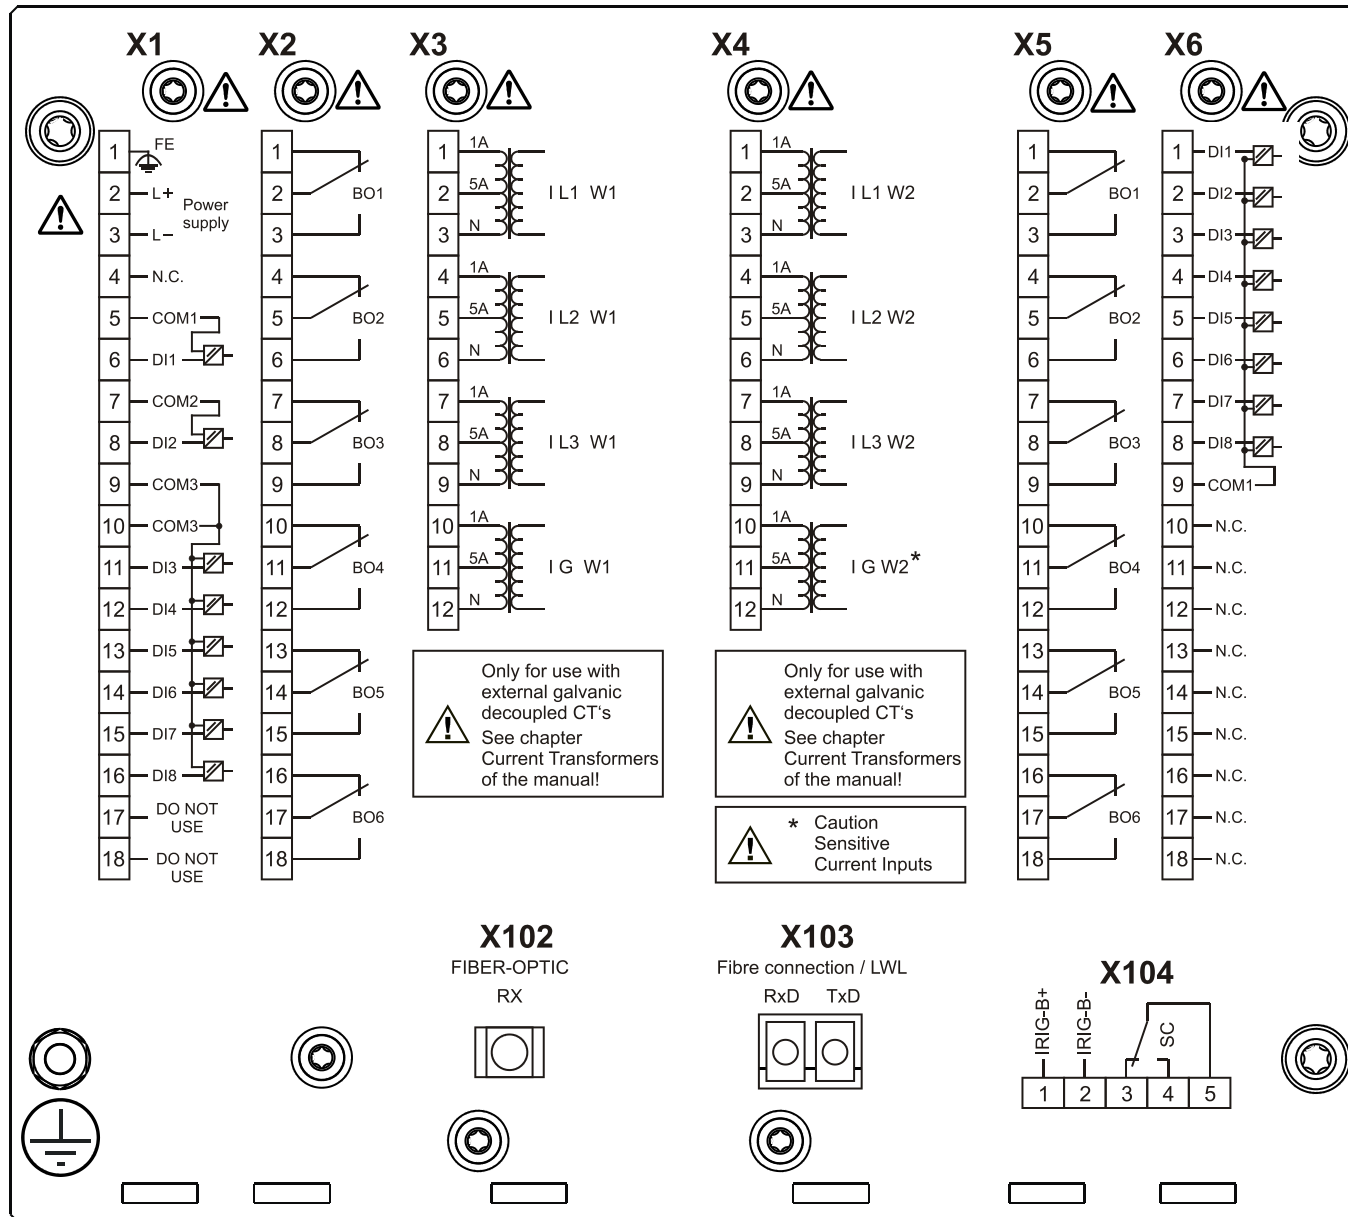 X1 X2 X3 X4 X5 X6
1 FE
2 L+
3 L−
Power
supply
4 N.C.
5 COM1
6 DI1
7 COM2
8 DI2
9 COM3
10 COM3
11 DI3
12 DI4
13 DI5
14 DI6
15 DI7
16 DI8
17 DO NOT
USE
18 DO NOT
USE
1
2 BO1
3
4
5 BO2
6
7
8 BO3
9
10
11 BO4
12
13
14 BO5
15
16
17 BO6
18
1 1A
2 5A I L1 W1
3 N
4 1A
5 5A I L2 W1
6 N
7 1A
8 5A I L3 W1
9 N
10 1A
11 5A I G W1
12 N
Only for use with
external galvanic
decoupled CT‘s
See chapter
Current Transformers
of the manual!
1 1A
2 5A I L1 W2
3 N
4 1A
5 5A I L2 W2
6 N
7 1A
8 5A I L3 W2
9 N
10 1A
11 5A I G W2*
12 N
Only for use with
external galvanic
decoupled CT‘s
See chapter
Current Transformers
of the manual!
* Caution
Sensitive
Current Inputs
1
2 BO1
3
4
5 BO2
6
7
8 BO3
9
10
11 BO4
12
13
14 BO5
15
16
17 BO6
18
1 DI1
2 DI2
3 DI3
4 DI4
5 DI5
6 DI6
7 DI7
8 DI8
9 COM1
10 N.C.
11 N.C.
12 N.C.
13 N.C.
14 N.C.
15 N.C.
16 N.C.
17 N.C.
18 N.C.
X102
FIBER-OPTIC
RX
X103
Fibre connection / LWL
RxD TxD
X104
IRIG-B+
IRIG-B-
SC
1 2 3 4 5